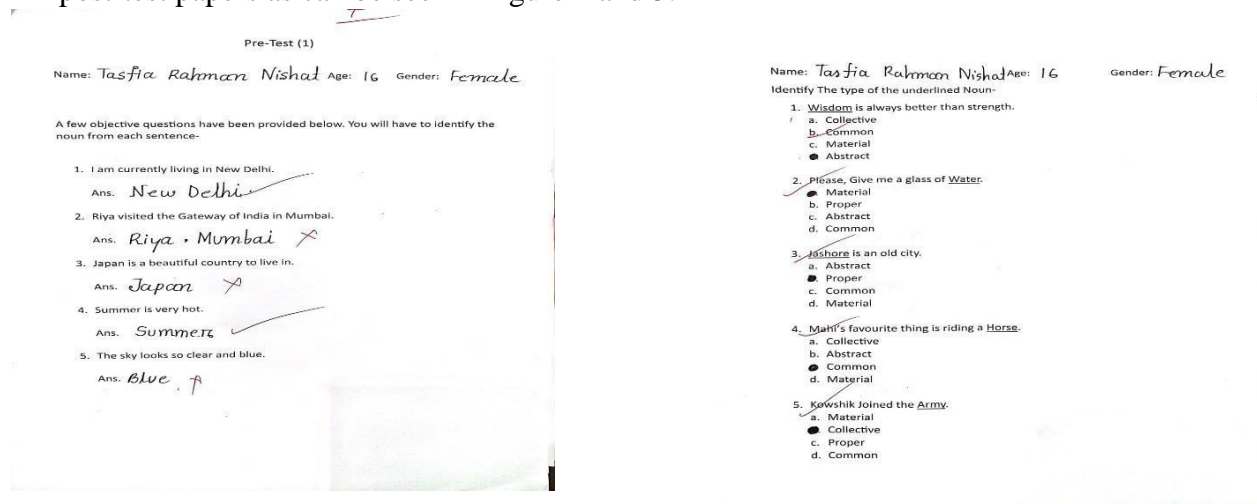 Pre-Test (1)
Name: Tasfia Rahman Nishat Age: 16 Gender: Female
A few objective questions have been provided below. You will have to identify the
noun from each sentence-
1. I am currently living in New Delhi.
Ans. New Delhi
2. Riya visited the Gateway of India in Mumbai.
Ans. Riya . Mumbai
3. Japan is a beautiful country to live in.
Ans. Japan
4. Summer is very hot.
Ans. Summer
5. The sky looks so clear and blue.
Ans. Blue
Name: Tasfia Rahman Nishat Age: 16 Gender: Female
Identify The type of the underlined Noun-
1. Wisdom is always better than strength.
a. Collective
b. Common
c. Material
Abstract
2. Please, Give me a glass of Water.
Material
b. Proper
c. Abstract
d. Common
3. Jashore is an old city.
a. Abstract
Proper
c. Common
d. Material
4. Mahi's favourite thing is riding a Horse.
a. Collective
b. Abstract
Common
d. Material
5. Kowshik Joined the Army.
a. Material
Collective
c. Proper
d. Common